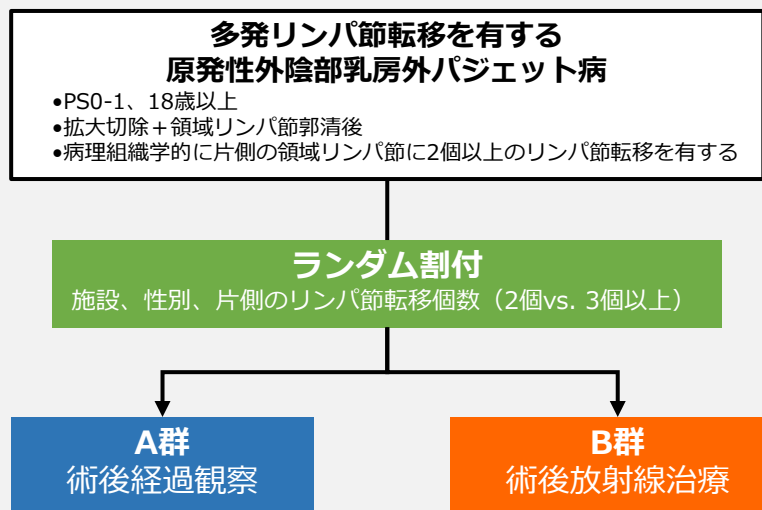 多発リンパ節転移を有する
原発性外陰部乳房外パジェット病
•PS0-1、18歳以上
•拡大切除＋領域リンパ節郭清後
•病理組織学的に片側の領域リンパ節に2個以上のリンパ節転移を有する
ランダム割付
施設、性別、片側のリンパ節転移個数（2個vs. 3個以上）
A群
術後経過観察
B群
術後放射線治療